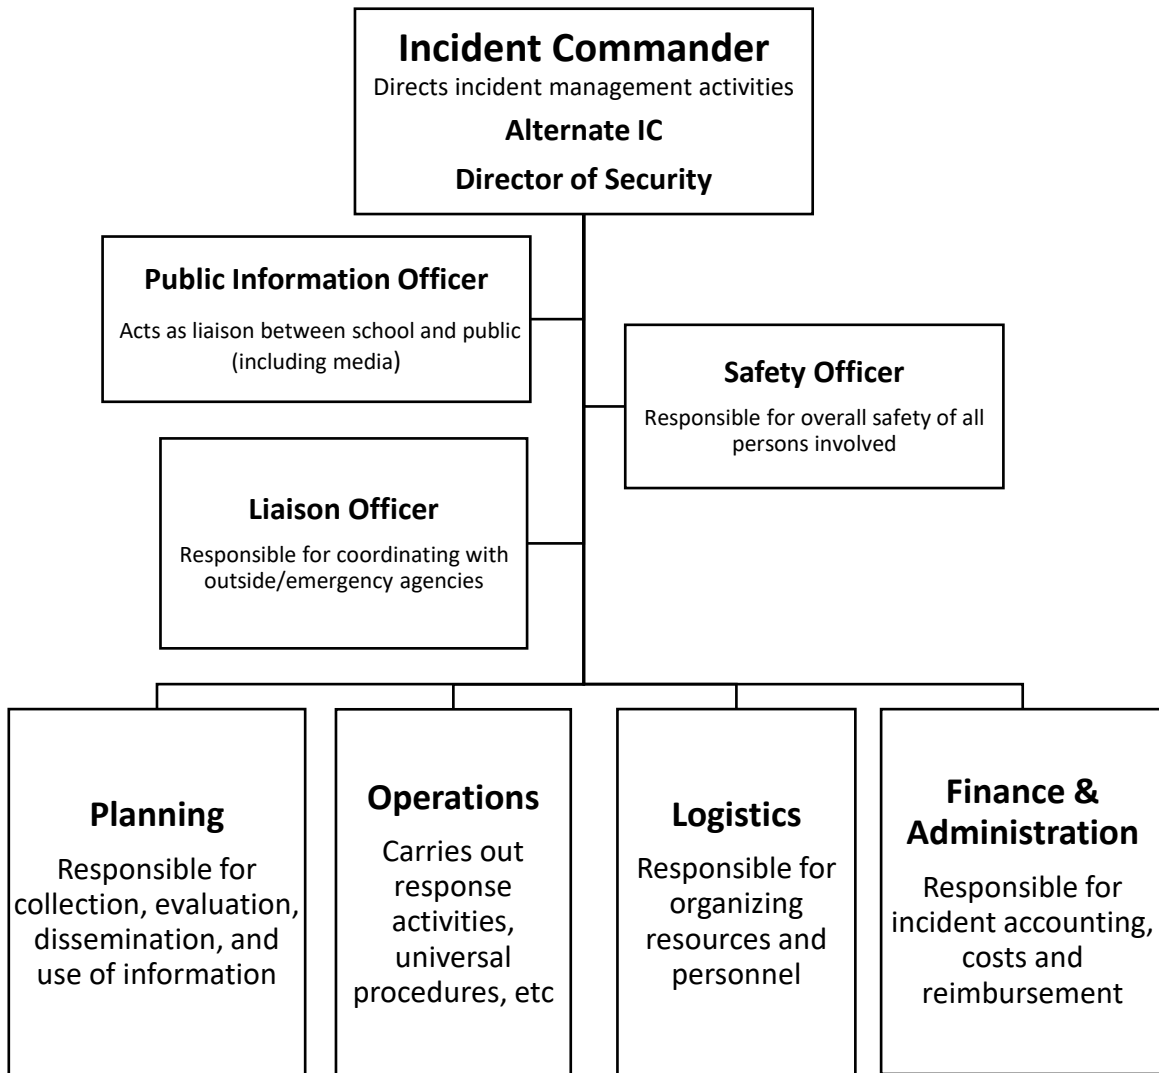 Incident Commander
Directs incident management activities
Alternate IC
Director of Security
Public Information Officer
Acts as liaison between school and public
(including media)
Safety Officer
Responsible for overall safety of all
persons involved
Liaison Officer
Responsible for coordinating with
outside/emergency agencies
Planning
Responsible for
collection, evaluation,
dissemination, and
use of information
Operations
Carries out
response
activities,
universal
procedures, etc
Logistics
Responsible for
organizing
resources and
personnel
Finance &
Administration
Responsible for
incident accounting,
costs and
reimbursement